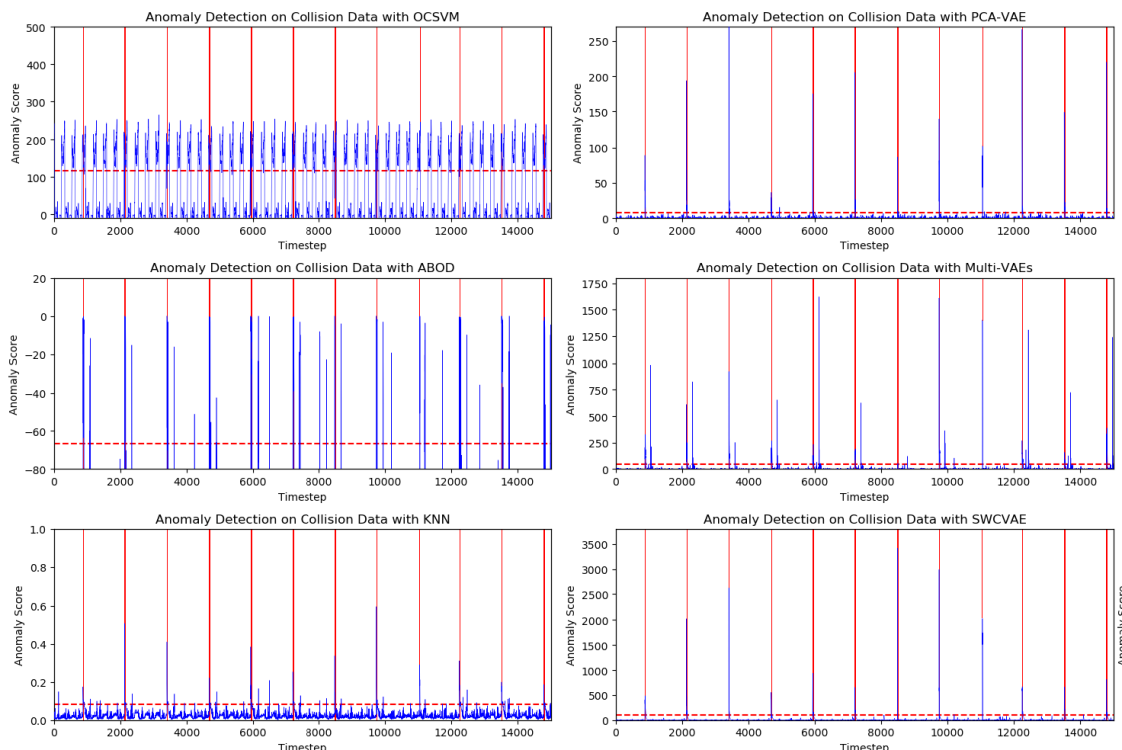 Anomaly Detection on Collision Data with OCSVM
500
400
300
200
100
0
Anomaly Score
0 2000 4000 6000 8000 10000 12000 14000
Timestep
Anomaly Detection on Collision Data with PCA-VAE
250
200
150
100
50
0
Anomaly Score
0 2000 4000 6000 8000 10000 12000 14000
Timestep
Anomaly Detection on Collision Data with ABOD
20
0
−20
−40
−60
−80
Anomaly Score
0 2000 4000 6000 8000 10000 12000 14000
Timestep
Anomaly Detection on Collision Data with Multi-VAEs
1750
1500
1250
1000
750
500
250
0
Anomaly Score
0 2000 4000 6000 8000 10000 12000 14000
Timestep
Anomaly Detection on Collision Data with KNN
1.0
0.8
0.6
0.4
0.2
0.0
Anomaly Score
0 2000 4000 6000 8000 10000 12000 14000
Timestep
Anomaly Detection on Collision Data with SWCVAE
3500
3000
2500
2000
1500
1000
500
0
Anomaly Score
0 2000 4000 6000 8000 10000 12000 14000
Timestep
Anomaly Score